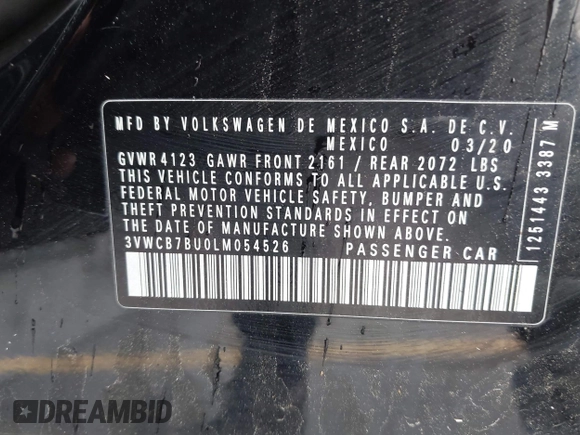 MFD BY VOLKSWAGEN DE MEXICO S.A. DE C.V.
MEXICO 03/20
GVWR 4123 GAWR FRONT 2161 / REAR 2072 LBS
THIS VEHICLE CONFORMS TO ALL APPLICABLE U.S.
FEDERAL MOTOR VEHICLE SAFETY, BUMPER AND
THEFT PREVENTION STANDARDS IN EFFECT ON
THE DATE OF MANUFACTURE SHOWN ABOVE.
3VWCB7BU0LM054526 PASSENGER CAR
1251443 3387 M
DREAMBID